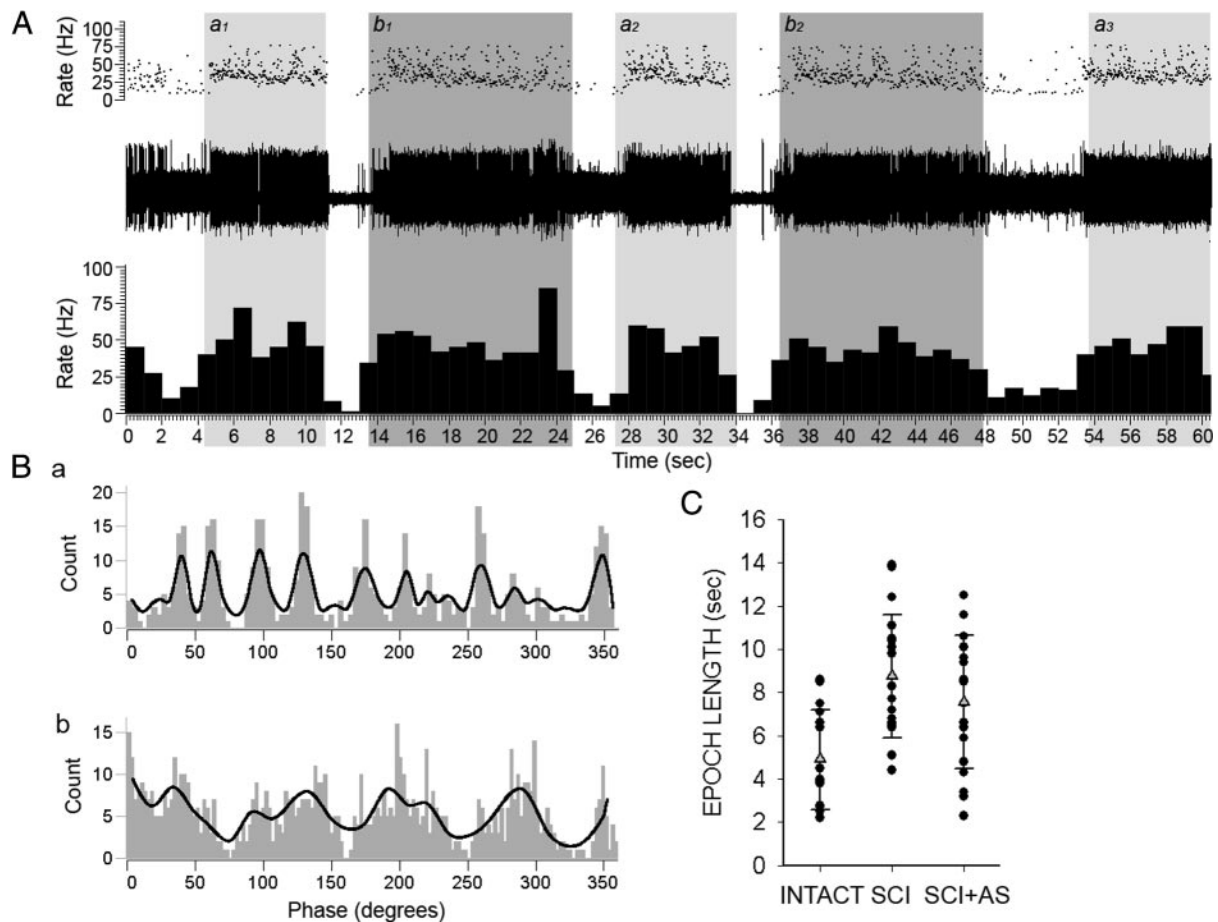 A
a1 b1 a2 b2 a3
Rate (Hz)
100
75
50
25
0
Rate (Hz)
100
75
50
25
0
0 2 4 6 8 10 12 14 16 18 20 22 24 26 28 30 32 34 36 38 40 42 44 46 48 50 52 54 56 58 60
Time (sec)
B
a
Count
20
15
10
5
0
0 50 100 150 200 250 300 350
b
Count
15
10
5
0
0 50 100 150 200 250 300 350
Phase (degrees)
C
EPOCH LENGTH (sec)
16
14
12
10
8
6
4
2
0
INTACT SCI SCI+AS